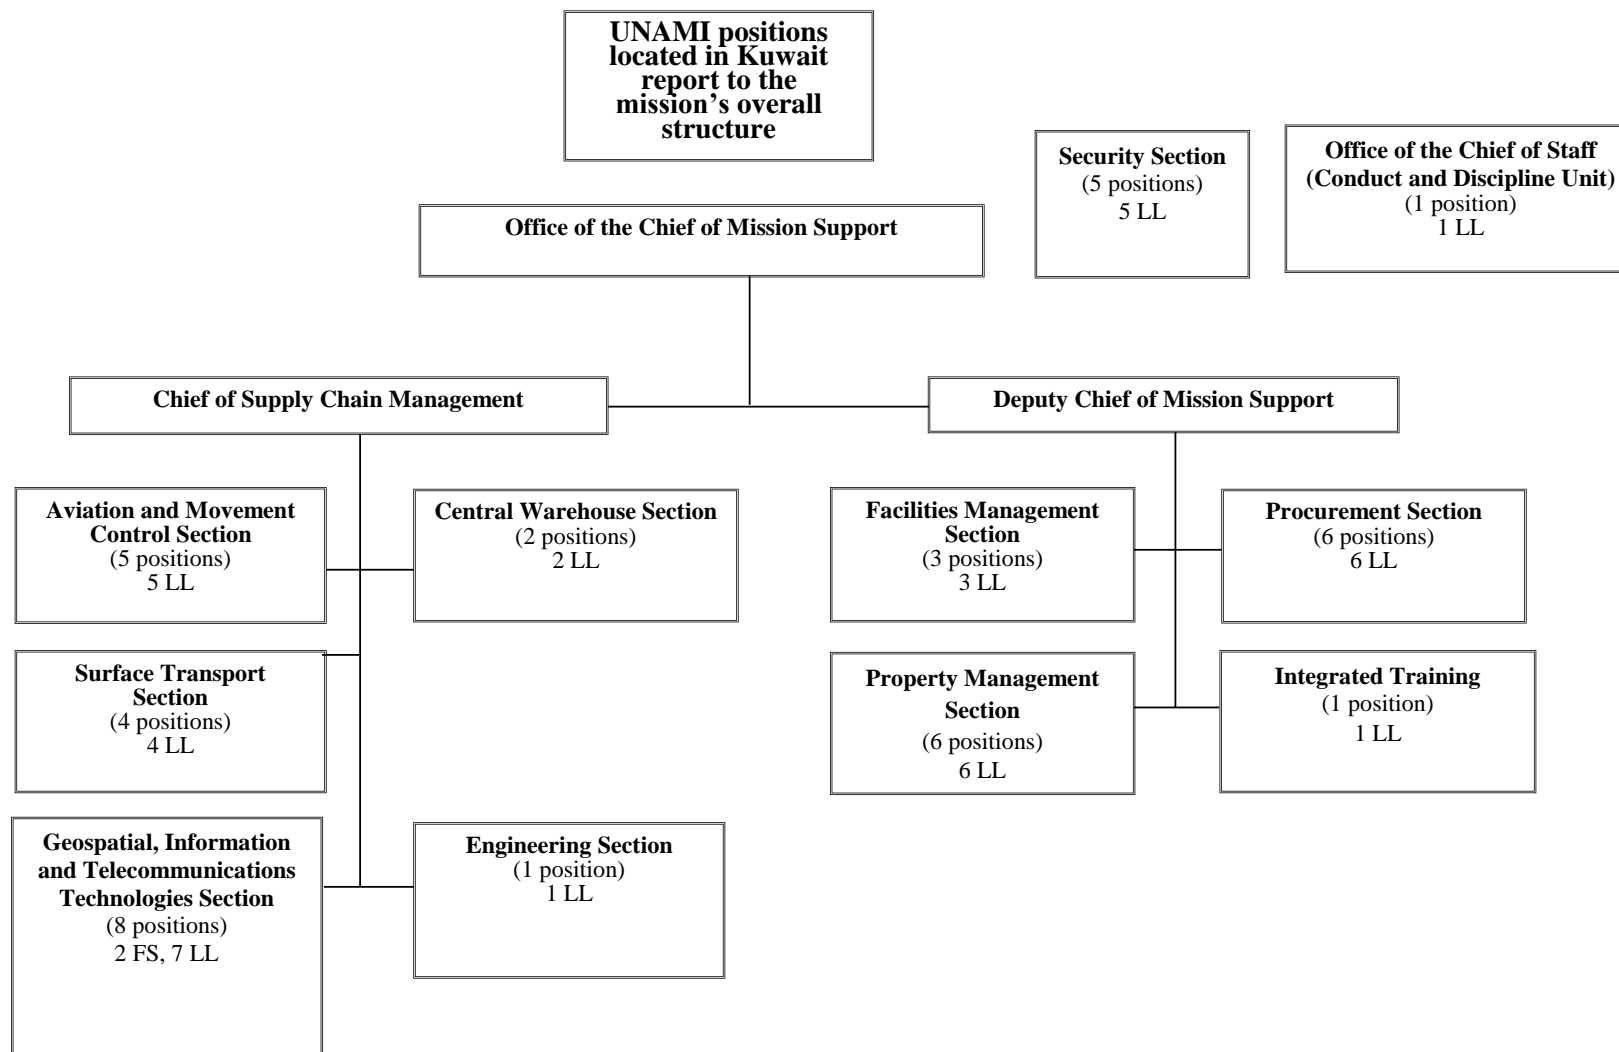 UNAMI positions
located in Kuwait
report to the
mission’s overall
structure
Security Section
(5 positions)
5 LL
Office of the Chief of Staff
(Conduct and Discipline Unit)
(1 position)
1 LL
Office of the Chief of Mission Support
Chief of Supply Chain Management
Deputy Chief of Mission Support
Aviation and Movement
Control Section
(5 positions)
5 LL
Central Warehouse Section
(2 positions)
2 LL
Facilities Management
Section
(3 positions)
3 LL
Procurement Section
(6 positions)
6 LL
Surface Transport
Section
(4 positions)
4 LL
Property Management
Section
(6 positions)
6 LL
Integrated Training
(1 position)
1 LL
Geospatial, Information
and Telecommunications
Technologies Section
(8 positions)
2 FS, 7 LL
Engineering Section
(1 position)
1 LL